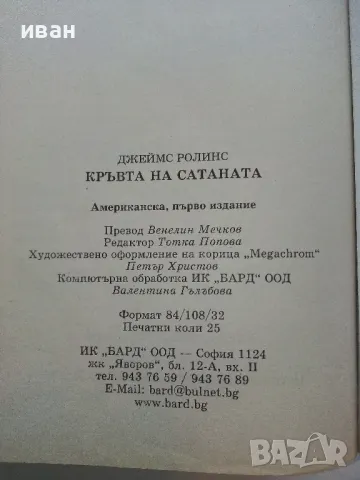 иван
ДЖЕЙМС РОЛИНС
КРЪВТА НА САТАНАТА
Американска, първо издание
Превод Венелин Мечков
Редактор Тотка Попова
Художествено оформление на корица „Megachrom“
Петър Христов
Компютърна обработка ИК „БАРД“ ООД
Валентина Гълъбова
Формат 84/108/32
Печатни коли 25
ИК „БАРД“ ООД — София 1124
жк „Яворов“, бл. 12-А, вх. II
тел. 943 76 59 / 943 76 89
E-Mail: bard@bulnet.bg
www.bard.bg
BAZAR
bg